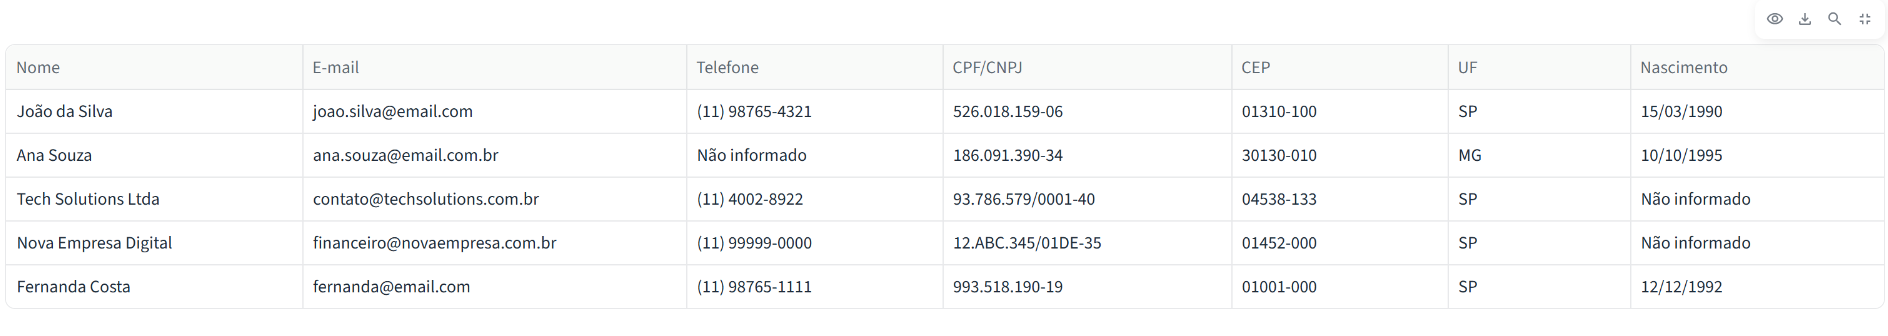 Nome E-mail Telefone CPF/CNPJ CEP UF Nascimento
João da Silva joao.silva@email.com (11) 98765-4321 526.018.159-06 01310-100 SP 15/03/1990
Ana Souza ana.souza@email.com.br Não informado 186.091.390-34 30130-010 MG 10/10/1995
Tech Solutions Ltda contato@techsolutions.com.br (11) 4002-8922 93.786.579/0001-40 04538-133 SP Não informado
Nova Empresa Digital financeiro@novaempresa.com.br (11) 99999-0000 12.ABC.345/01DE-35 01452-000 SP Não informado
Fernanda Costa fernanda@email.com (11) 98765-1111 993.518.190-19 01001-000 SP 12/12/1992